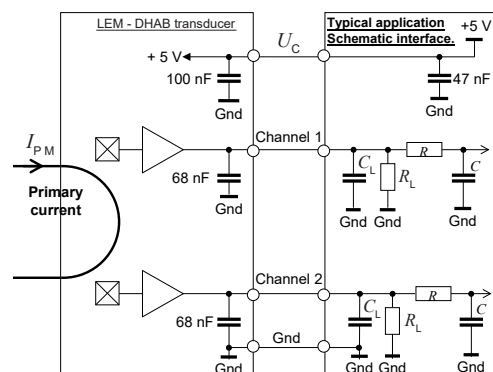 LEM - DHAB transducer
Typical application
Schematic interface.
+5 V
+ 5 V
U_C
100 nF
47 nF
Gnd
Gnd
I_PM
Channel 1
Primary
current
68 nF
C_L
R_L
R
C
Gnd
Gnd
Gnd
Gnd
Channel 2
68 nF
C_L
R_L
R
C
Gnd
Gnd
Gnd
Gnd
Gnd